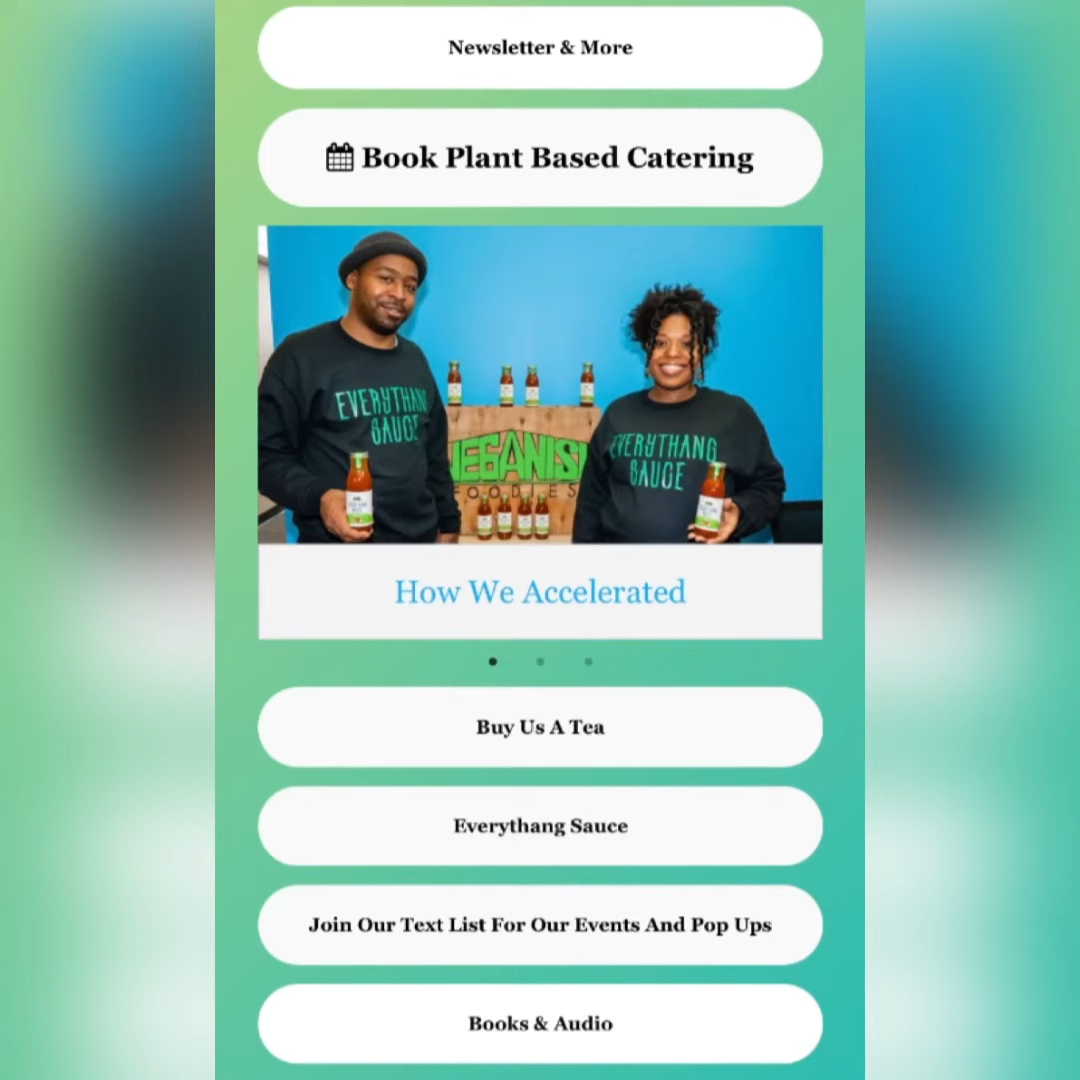 Newsletter & More
Book Plant Based Catering
EVERYTHANG
SAUCE
EVERYTHANG
SAUCE
VEGANISH
FOODIES
How We Accelerated
Buy Us A Tea
Everythang Sauce
Join Our Text List For Our Events And Pop Ups
Books & Audio